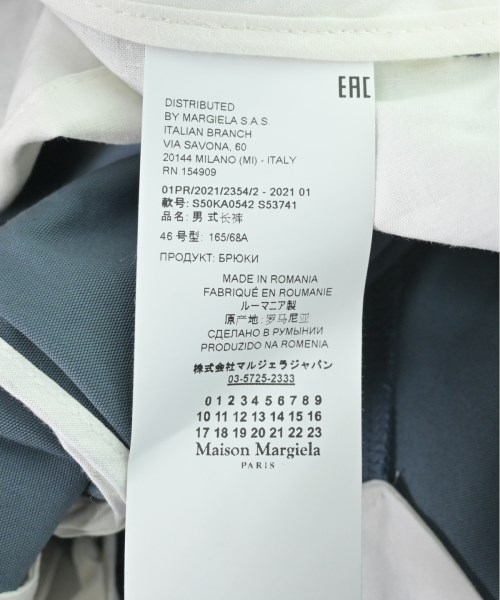 EAC
DISTRIBUTED
BY MARGIELA S.A.S.
ITALIAN BRANCH
VIA SAVONA, 60
20144 MILANO (MI) - ITALY
RN 154909
01PR/2021/2354/2 - 2021 01
款号: S50KA0542 S53741
品名: 男 式长裤
46 号型: 165/68A
ПРОДУКТ: БРЮКИ
MADE IN ROMANIA
FABRIQUÉ EN ROUMANIE
ルーマニア製
原产地: 罗马尼亚
СДЕЛАНО В РУМЫНИИ
PRODUZIDO NA ROMENIA
株式会社マルジェラジャパン
03-5725-2333
0 1 2 3 4 5 6 7 8 9
10 11 12 13 14 15 16
17 18 19 20 21 22 23
Maison Margiela
PARIS